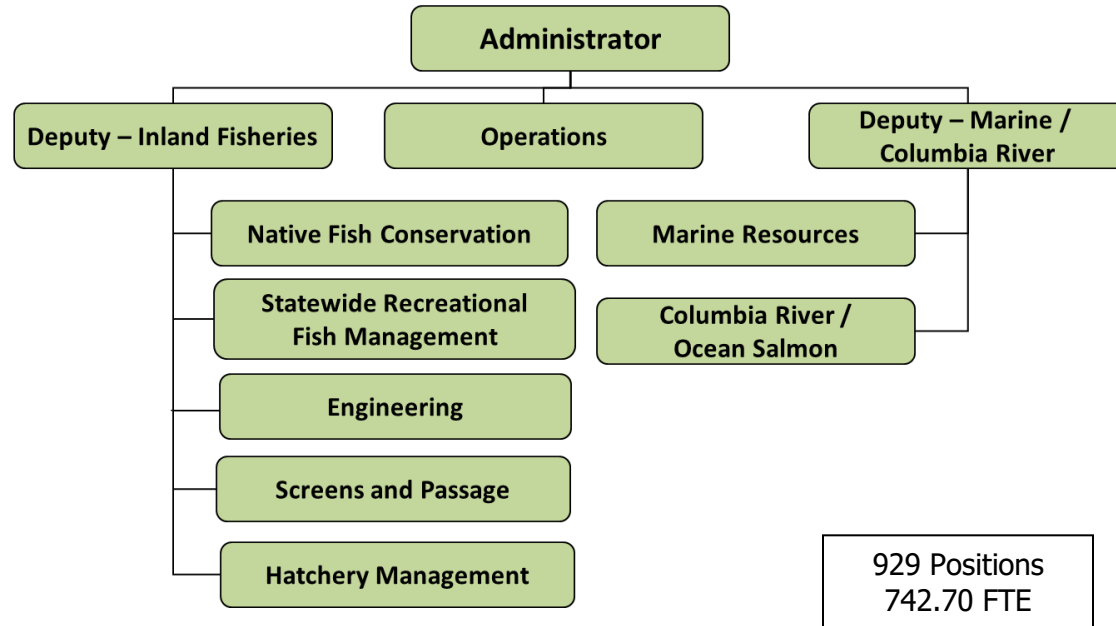 Administrator
Deputy – Inland Fisheries
Operations
Deputy – Marine /
Columbia River
Native Fish Conservation
Statewide Recreational
Fish Management
Engineering
Screens and Passage
Hatchery Management
Marine Resources
Columbia River /
Ocean Salmon
929 Positions
742.70 FTE